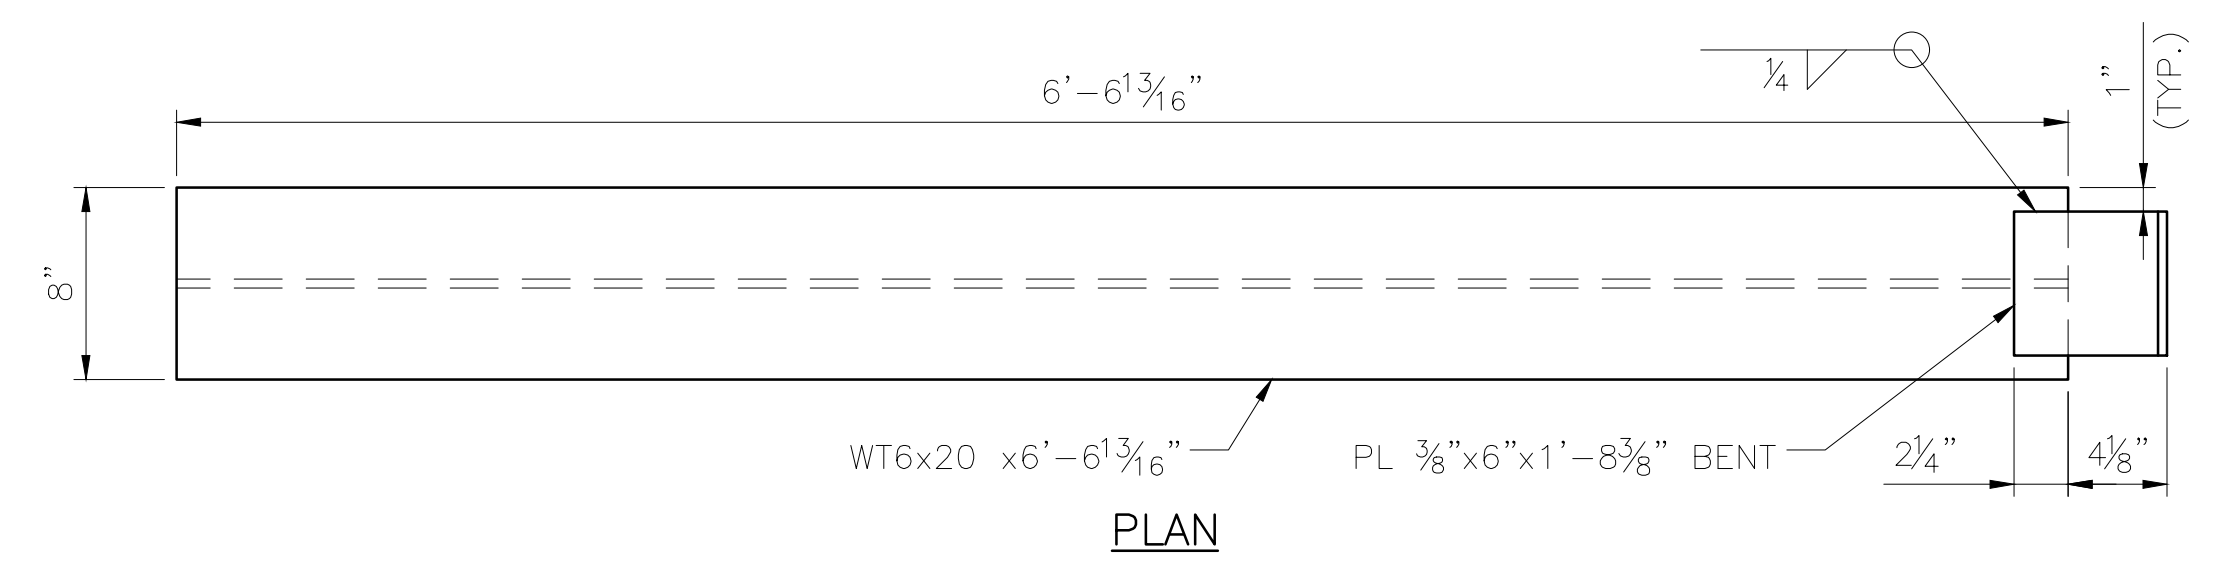 6'-6 13/16"
1/4
1"
(TYP.)
8"
WT6x20 x6'-6 13/16"
PL 3/8"x6"x1'-8 3/8" BENT
2 1/4"
4 1/8"
PLAN